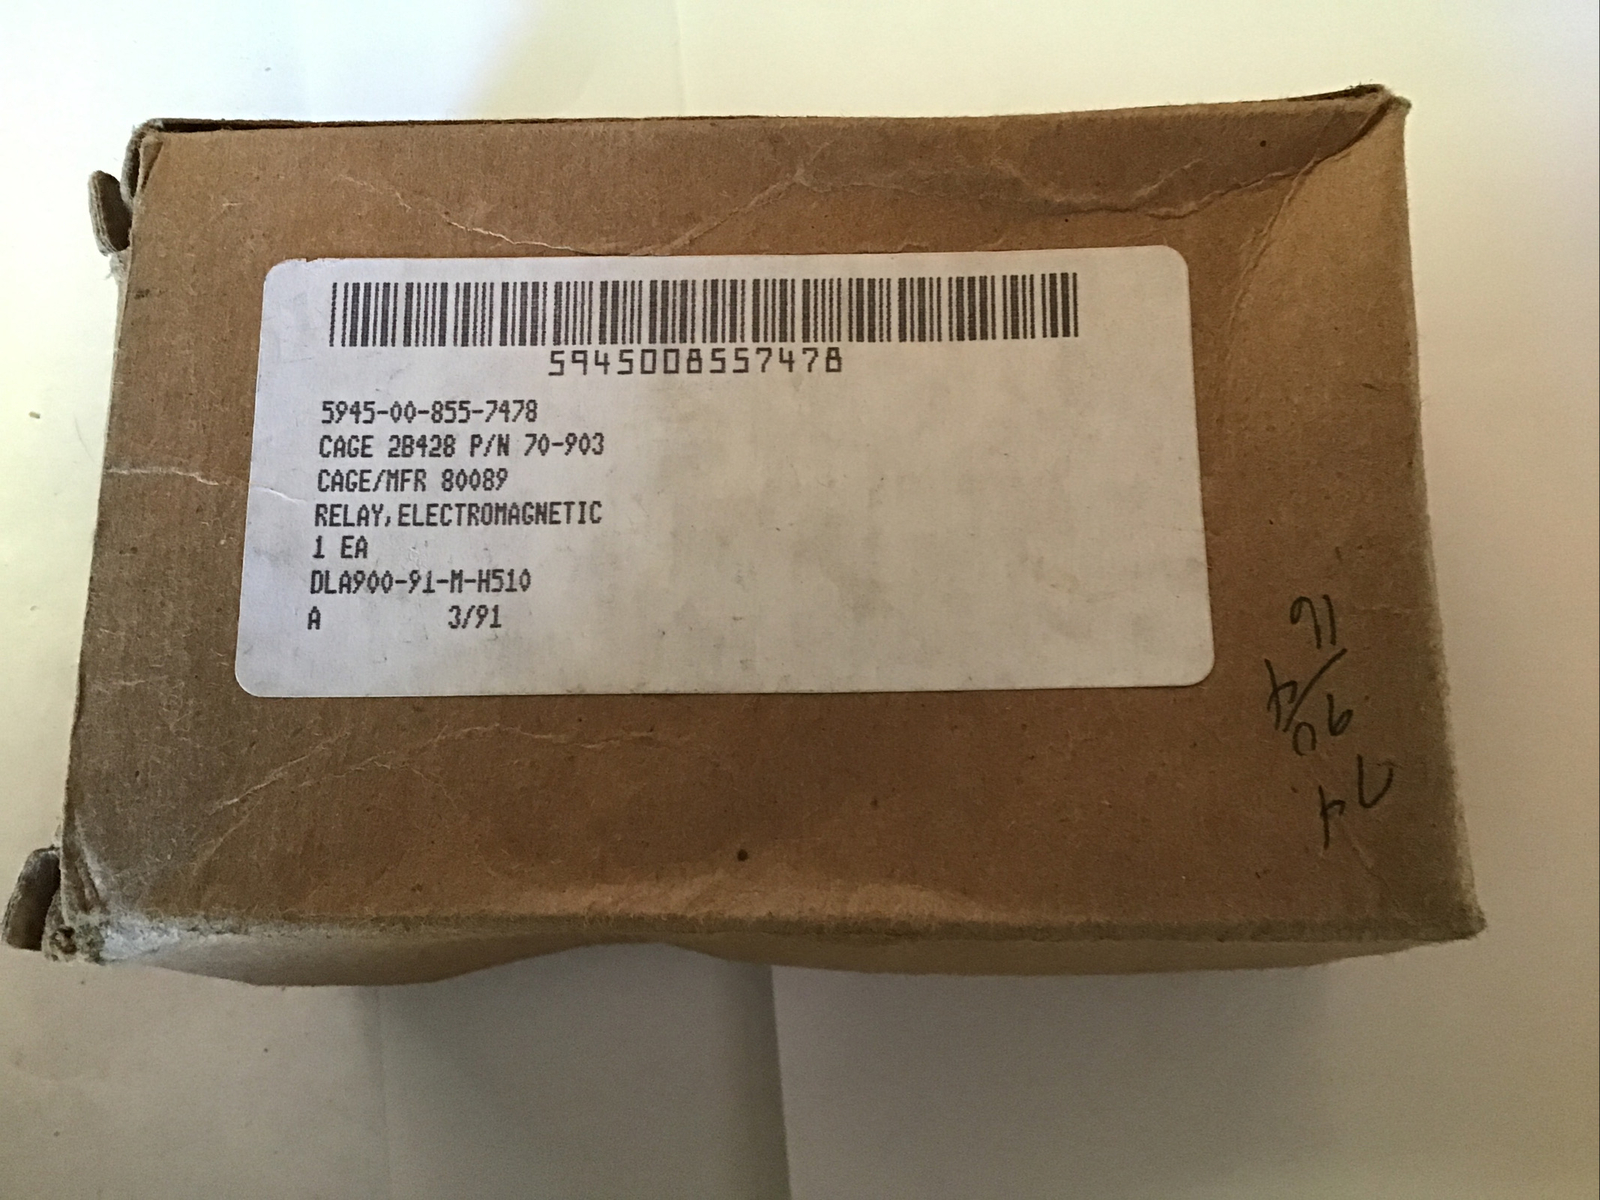 5945008557478
5945-00-855-7478
CAGE 2B428 P/N 70-903
CAGE/MFR 80089
RELAY,ELECTROMAGNETIC
1 EA
DLA900-91-M-H510
A 3/91